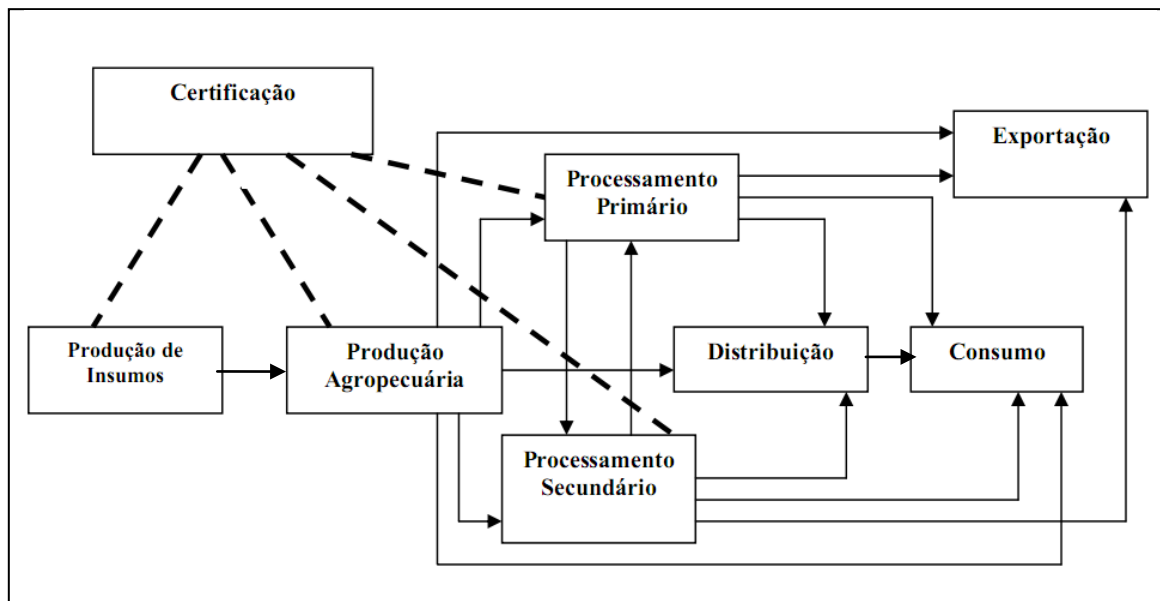 Certificação
Exportação
Processamento
Primário
Produção de
Insumos
Produção
Agropecuária
Distribuição
Consumo
Processamento
Secundário